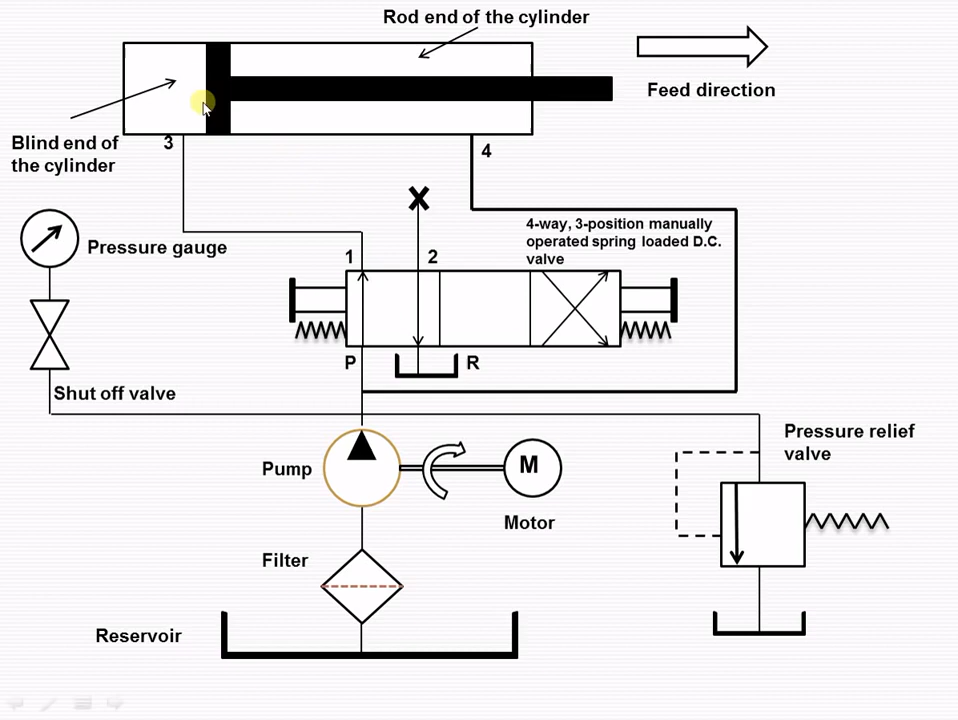 Rod end of the cylinder
Feed direction
Blind end of
the cylinder
3
4
4-way, 3-position manually
operated spring loaded D.C.
valve
Pressure gauge
1
2
P
R
Shut off valve
Pressure relief
valve
Pump
M
Motor
Filter
Reservoir